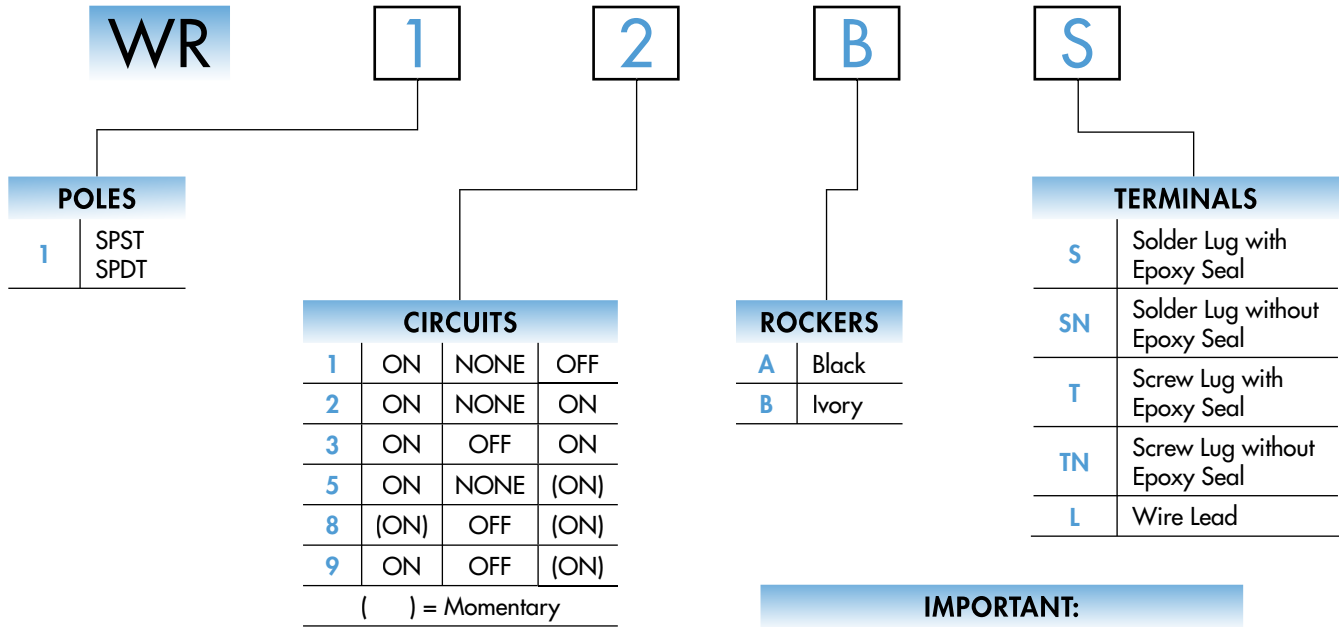 WR 1 2 B S
POLES
1 SPST
SPDT
CIRCUITS
1 ON NONE OFF
2 ON NONE ON
3 ON OFF ON
5 ON NONE (ON)
8 (ON) OFF (ON)
9 ON OFF (ON)
( ) = Momentary
ROCKERS
A Black
B Ivory
TERMINALS
S Solder Lug with
Epoxy Seal
SN Solder Lug without
Epoxy Seal
T Screw Lug with
Epoxy Seal
TN Screw Lug without
Epoxy Seal
L Wire Lead
IMPORTANT: